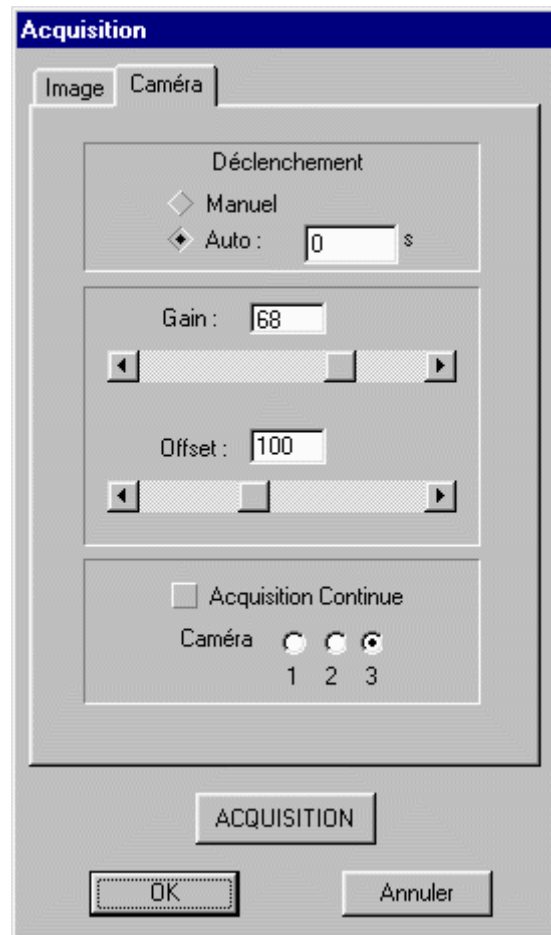 Acquisition
Image Caméra
Déclenchement
Manuel
Auto : 0 s
Gain : 68
Offset : 100
Acquisition Continue
Caméra
1 2 3
ACQUISITION
OK Annuler